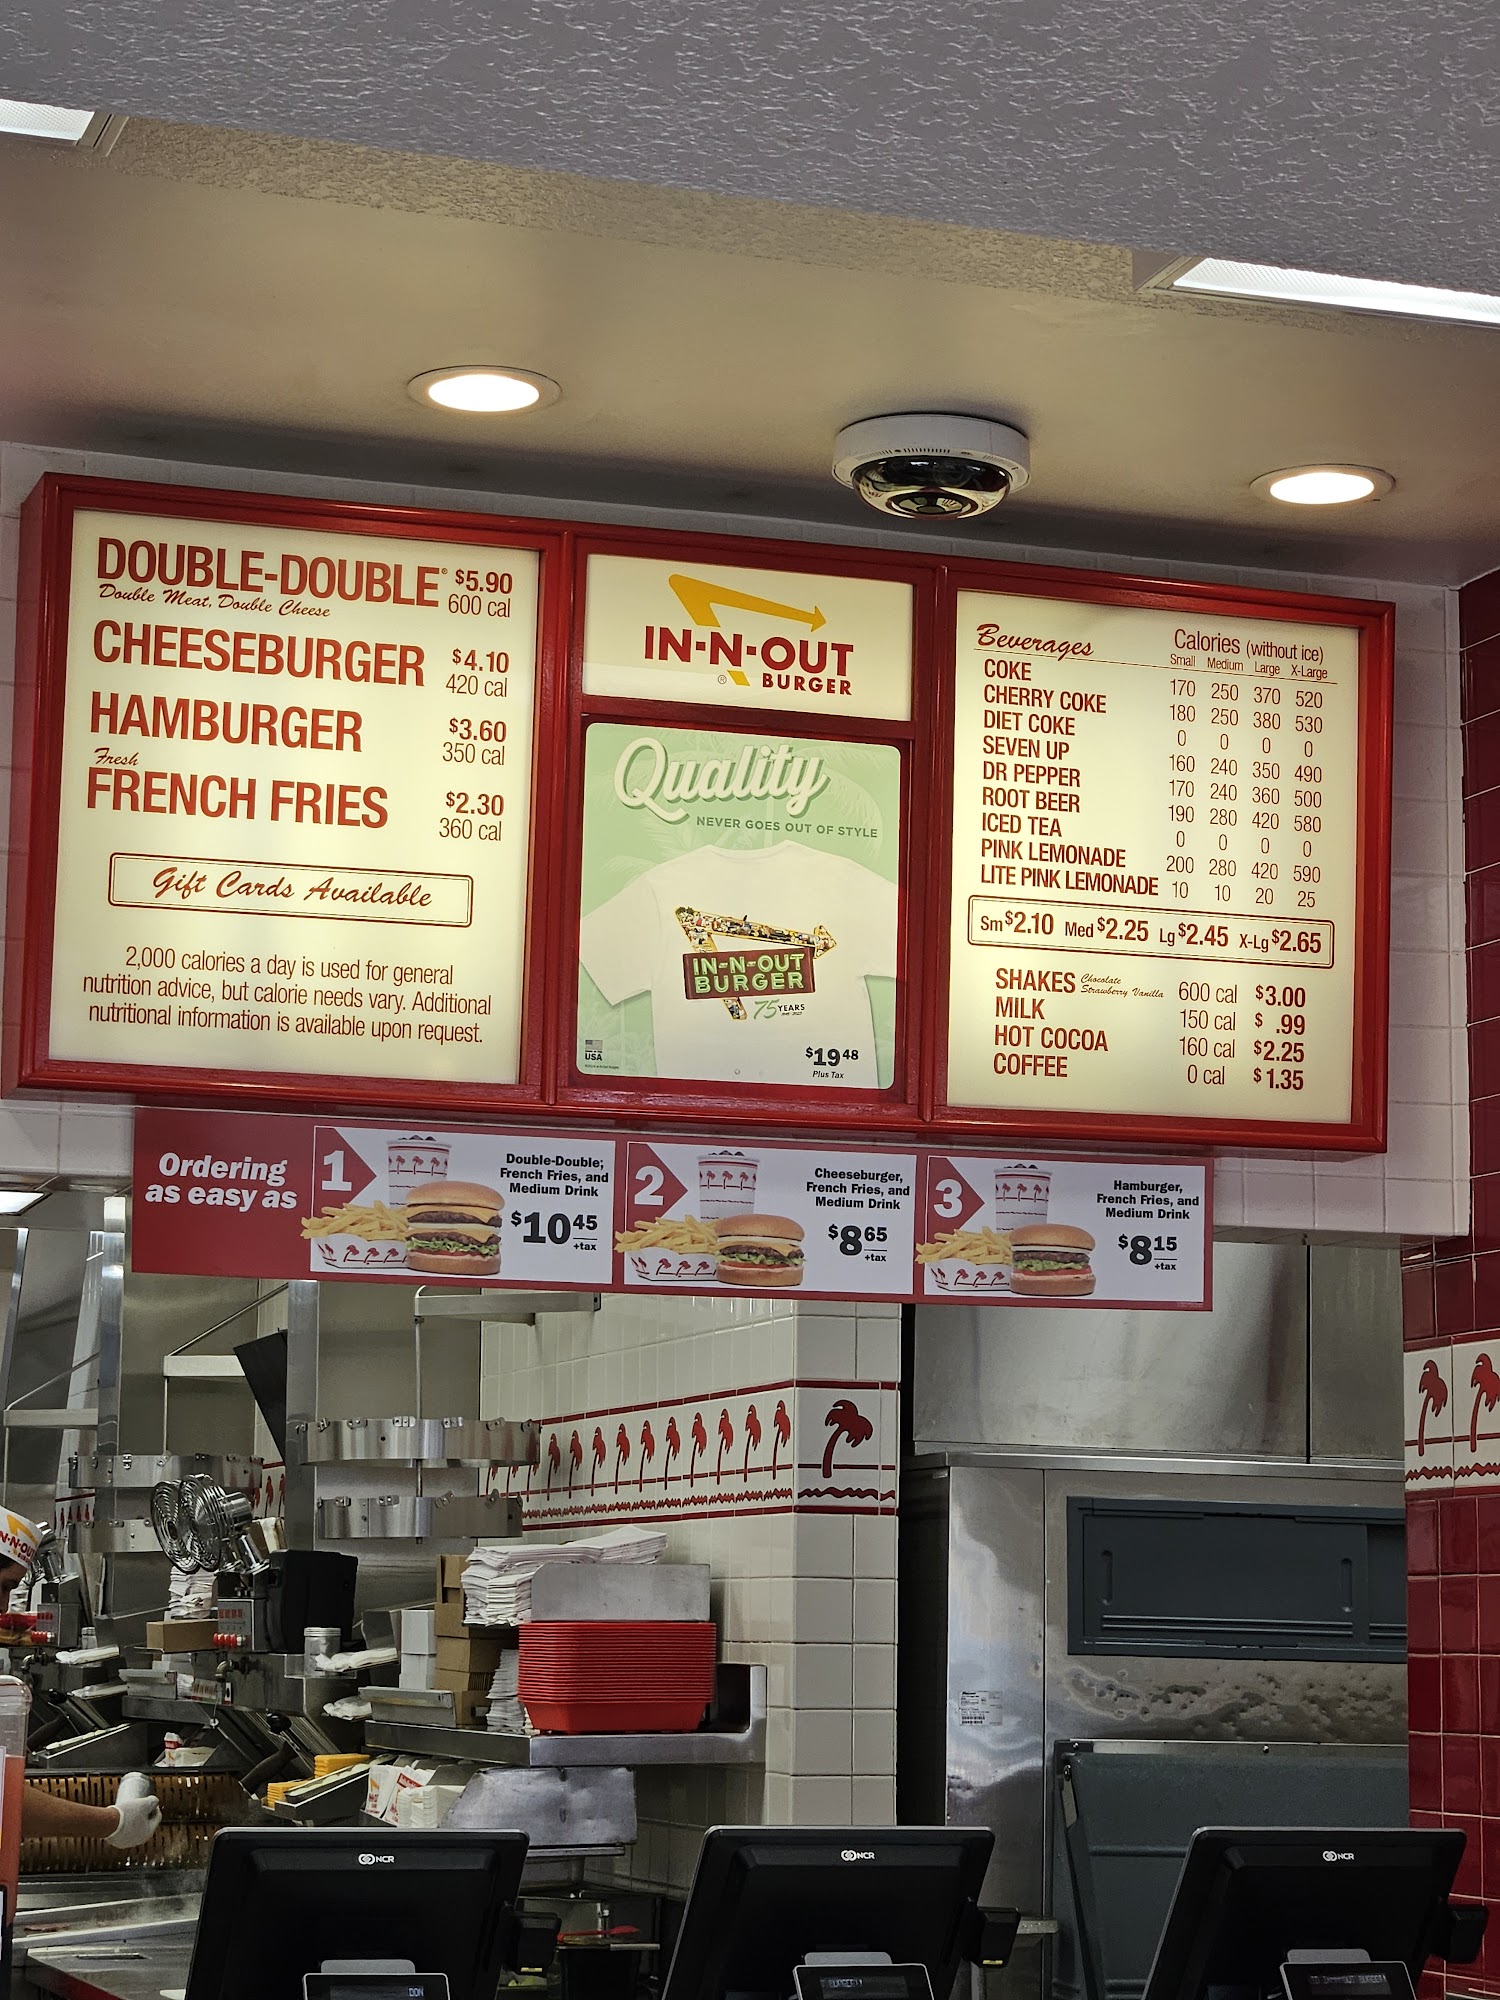 DOUBLE-DOUBLE® $5.90
Double Meat, Double Cheese 600 cal
CHEESEBURGER $4.10
420 cal
HAMBURGER $3.60
350 cal
Fresh
FRENCH FRIES $2.30
360 cal
Gift Cards Available
2,000 calories a day is used for general
nutrition advice, but calorie needs vary. Additional
nutritional information is available upon request.
IN-N-OUT
® BURGER
Quality
NEVER GOES OUT OF STYLE
IN-N-OUT
BURGER
75 YEARS
USA
$19 48
Plus Tax
Beverages Calories (without ice)
Small Medium Large X-Large
COKE 170 250 370 520
CHERRY COKE 180 250 380 530
DIET COKE 0 0 0 0
SEVEN UP 160 240 350 490
DR PEPPER 170 240 360 500
ROOT BEER 190 280 420 580
ICED TEA 0 0 0 0
PINK LEMONADE 200 280 420 590
LITE PINK LEMONADE 10 10 20 25
Sm $2.10 Med $2.25 Lg $2.45 X-Lg $2.65
SHAKES Chocolate Strawberry Vanilla 600 cal $3.00
MILK 150 cal $ .99
HOT COCOA 160 cal $2.25
COFFEE 0 cal $1.35
Ordering
as easy as
1
Double-Double,
French Fries, and
Medium Drink
$10 45
+tax
2
Cheeseburger,
French Fries, and
Medium Drink
$8 65
+tax
3
Hamburger,
French Fries, and
Medium Drink
$8 15
+tax
N-N-OUT
NCR
NCR
NCR